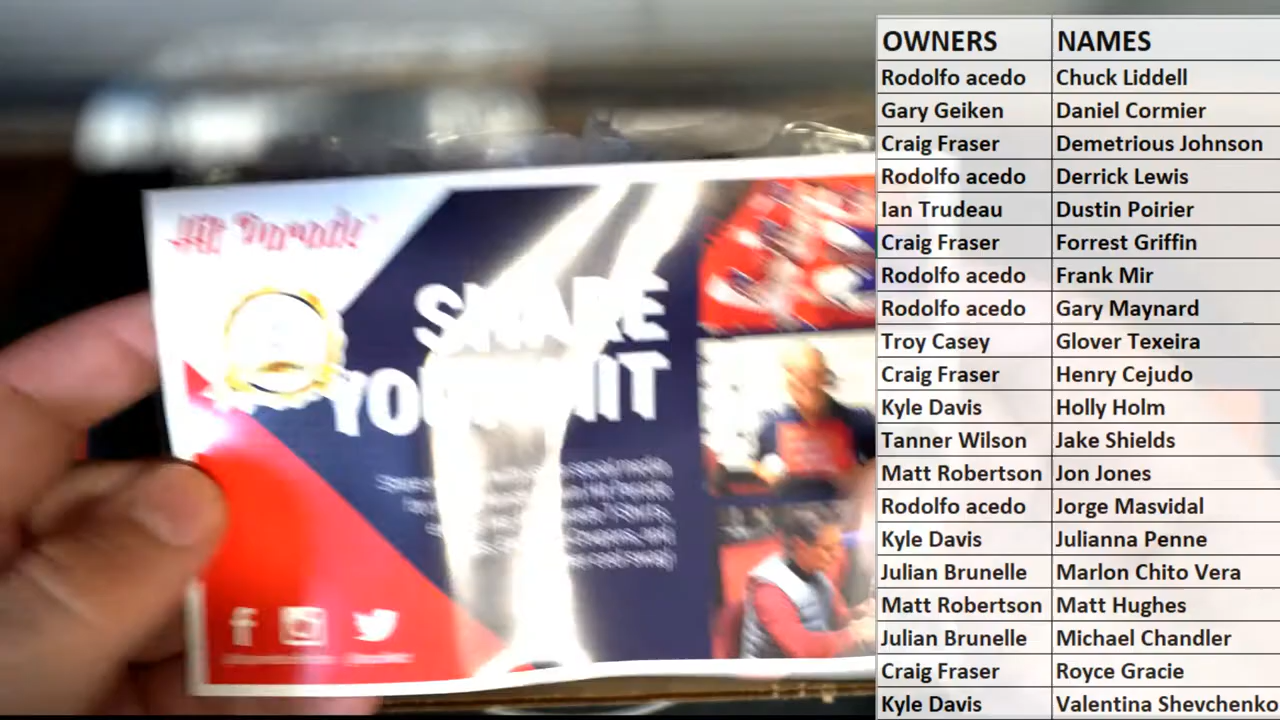 Hit Parade
SHARE
YOUR HIT
OWNERS NAMES
Rodolfo acedo Chuck Liddell
Gary Geiken Daniel Cormier
Craig Fraser Demetrious Johnson
Rodolfo acedo Derrick Lewis
Ian Trudeau Dustin Poirier
Craig Fraser Forrest Griffin
Rodolfo acedo Frank Mir
Rodolfo acedo Gary Maynard
Troy Casey Glover Texeira
Craig Fraser Henry Cejudo
Kyle Davis Holly Holm
Tanner Wilson Jake Shields
Matt Robertson Jon Jones
Rodolfo acedo Jorge Masvidal
Kyle Davis Julianna Penne
Julian Brunelle Marlon Chito Vera
Matt Robertson Matt Hughes
Julian Brunelle Michael Chandler
Craig Fraser Royce Gracie
Kyle Davis Valentina Shevchenko